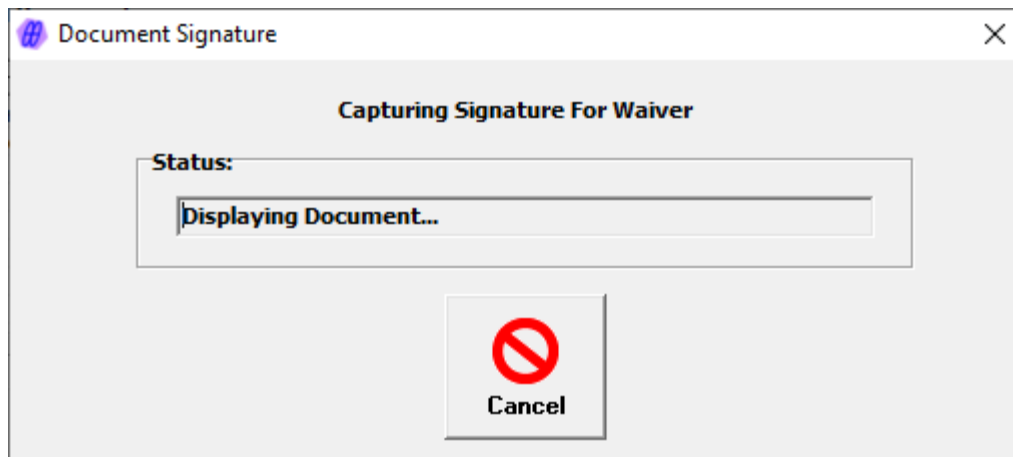 Document Signature
Capturing Signature For Waiver
Status:
Displaying Document...
Cancel